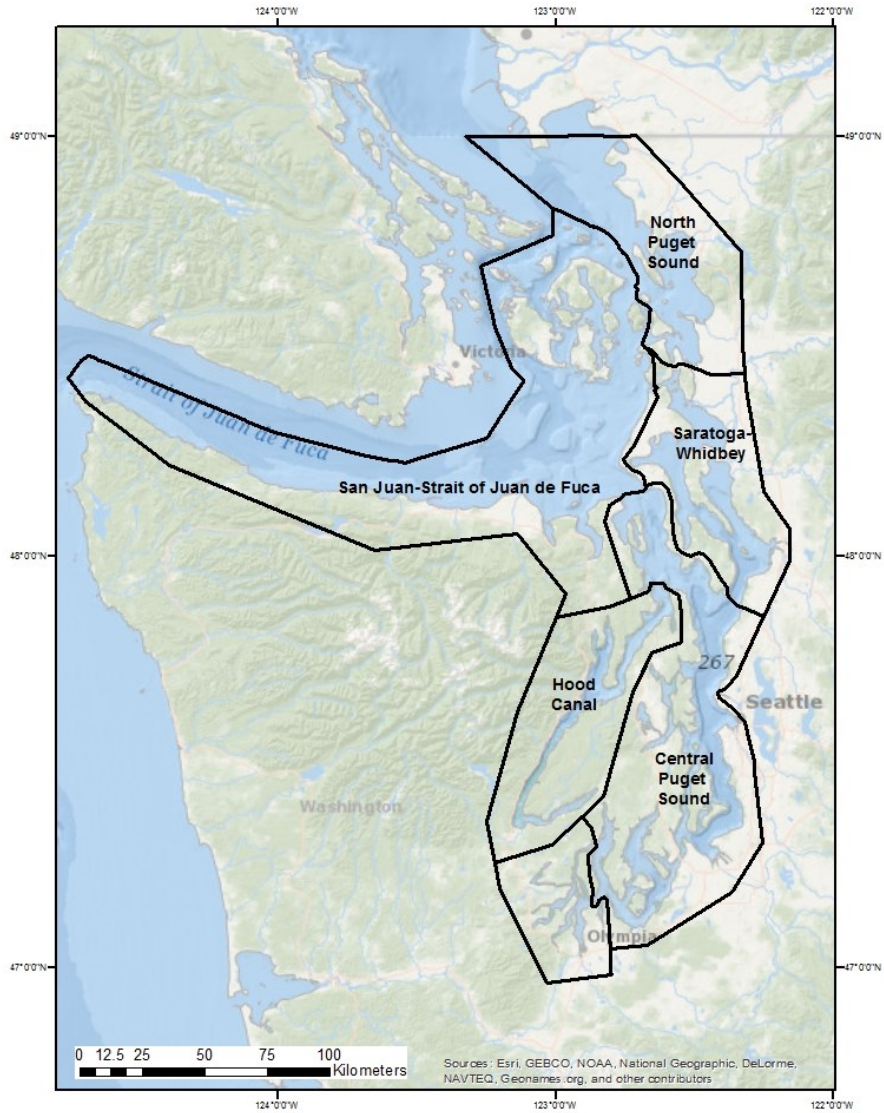 124°0'0"W 123°0'0"W 122°0'0"W
49°0'0"N 49°0'0"N
North
Puget
Sound
Victoria
Strait of Juan de Fuca
Saratoga-
Whidbey
San Juan-Strait of Juan de Fuca
48°0'0"N 48°0'0"N
267
Hood
Canal
Seattle
Central
Puget
Sound
Washington
Olympia
47°0'0"N 47°0'0"N
0 12.5 25 50 75 100
Kilometers
Sources: Esri, GEBCO, NOAA, National Geographic, DeLorme,
NAVTEQ, Geonames.org, and other contributors
124°0'0"W 123°0'0"W 122°0'0"W